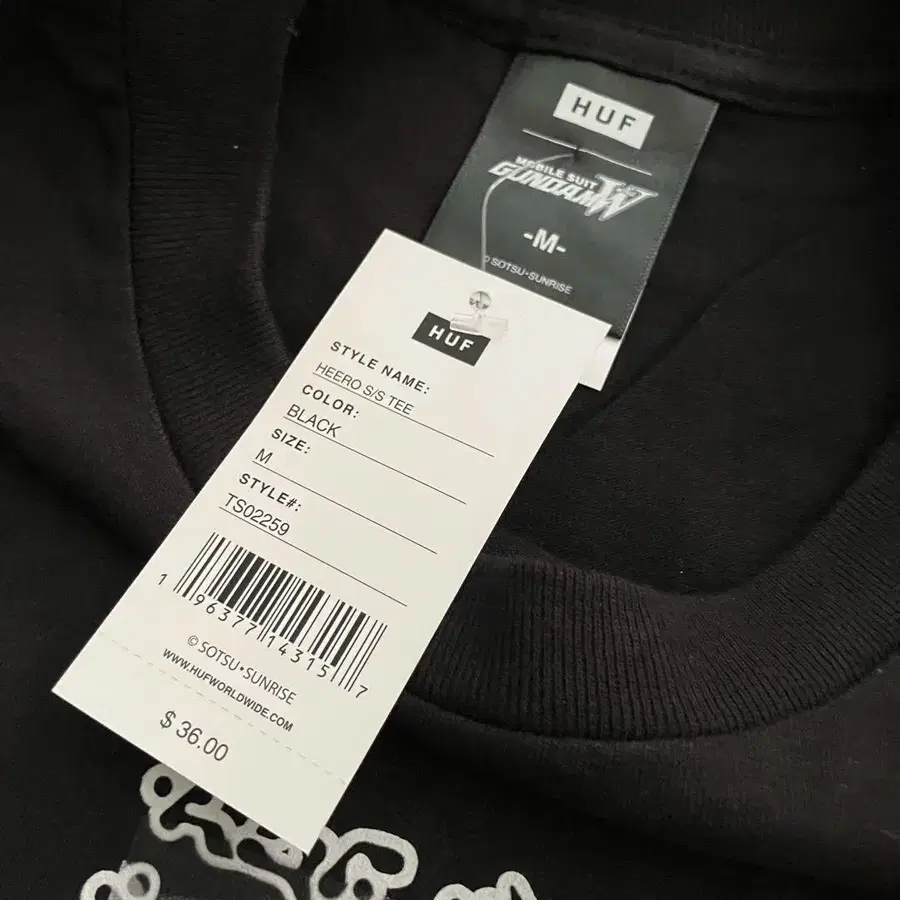 HUF
MOBILE SUIT
GUNDAM W
-M-
© SOTSU·SUNRISE
HUF
STYLE NAME:
HEERO S/S TEE
COLOR:
BLACK
SIZE:
M
STYLE#:
TS02259
1 96377 14315 7
© SOTSU·SUNRISE
WWW.HUFWORLDWIDE.COM
$ 36.00